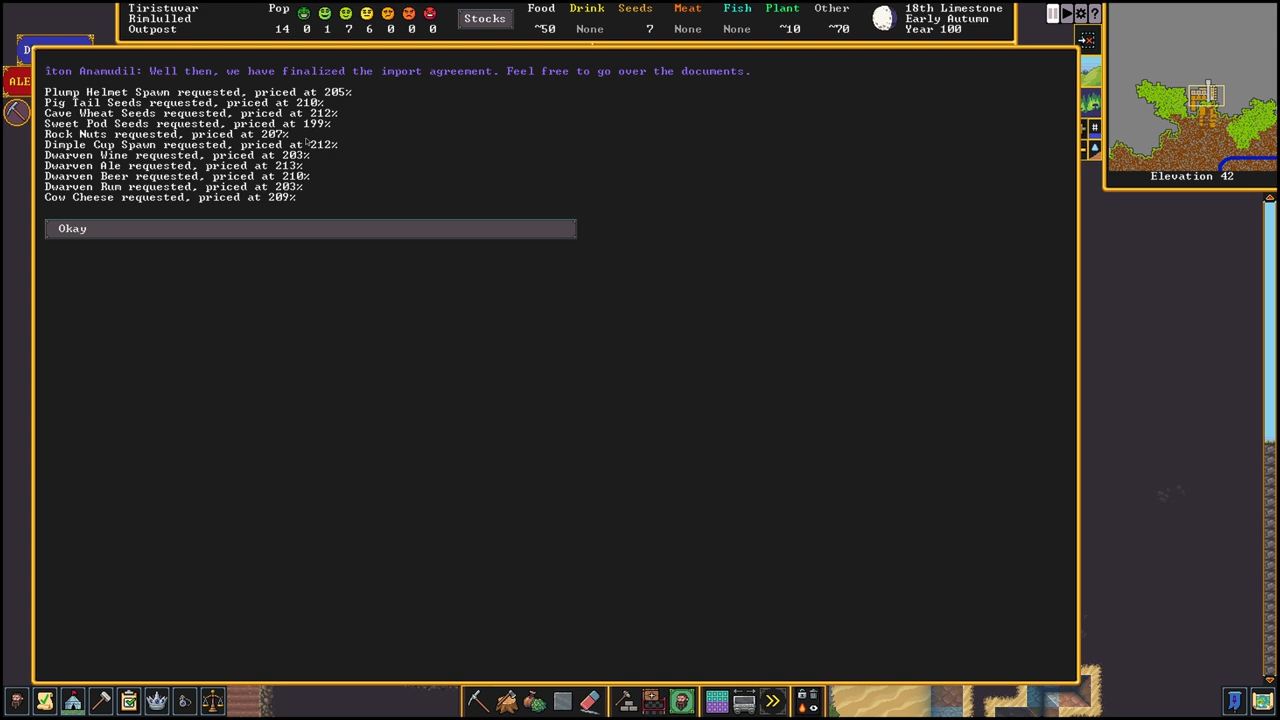 Tiristuvar
Rimlulled
Outpost
Pop
14 0 1 7 6 0 0 0
Stocks
Food Drink Seeds Meat Fish Plant Other
~50 None 7 None None ~10 ~70
18th Limestone
Early Autumn
Year 100
D
ALE
îton Anamudil: Well then, we have finalized the import agreement. Feel free to go over the documents.
Plump Helmet Spawn requested, priced at 205%
Pig Tail Seeds requested, priced at 210%
Cave Wheat Seeds requested, priced at 212%
Sweet Pod Seeds requested, priced at 199%
Rock Nuts requested, priced at 207%
Dimple Cup Spawn requested, priced at 212%
Dwarven Wine requested, priced at 203%
Dwarven Ale requested, priced at 213%
Dwarven Beer requested, priced at 210%
Dwarven Rum requested, priced at 203%
Cow Cheese requested, priced at 209%
Okay
Elevation 42